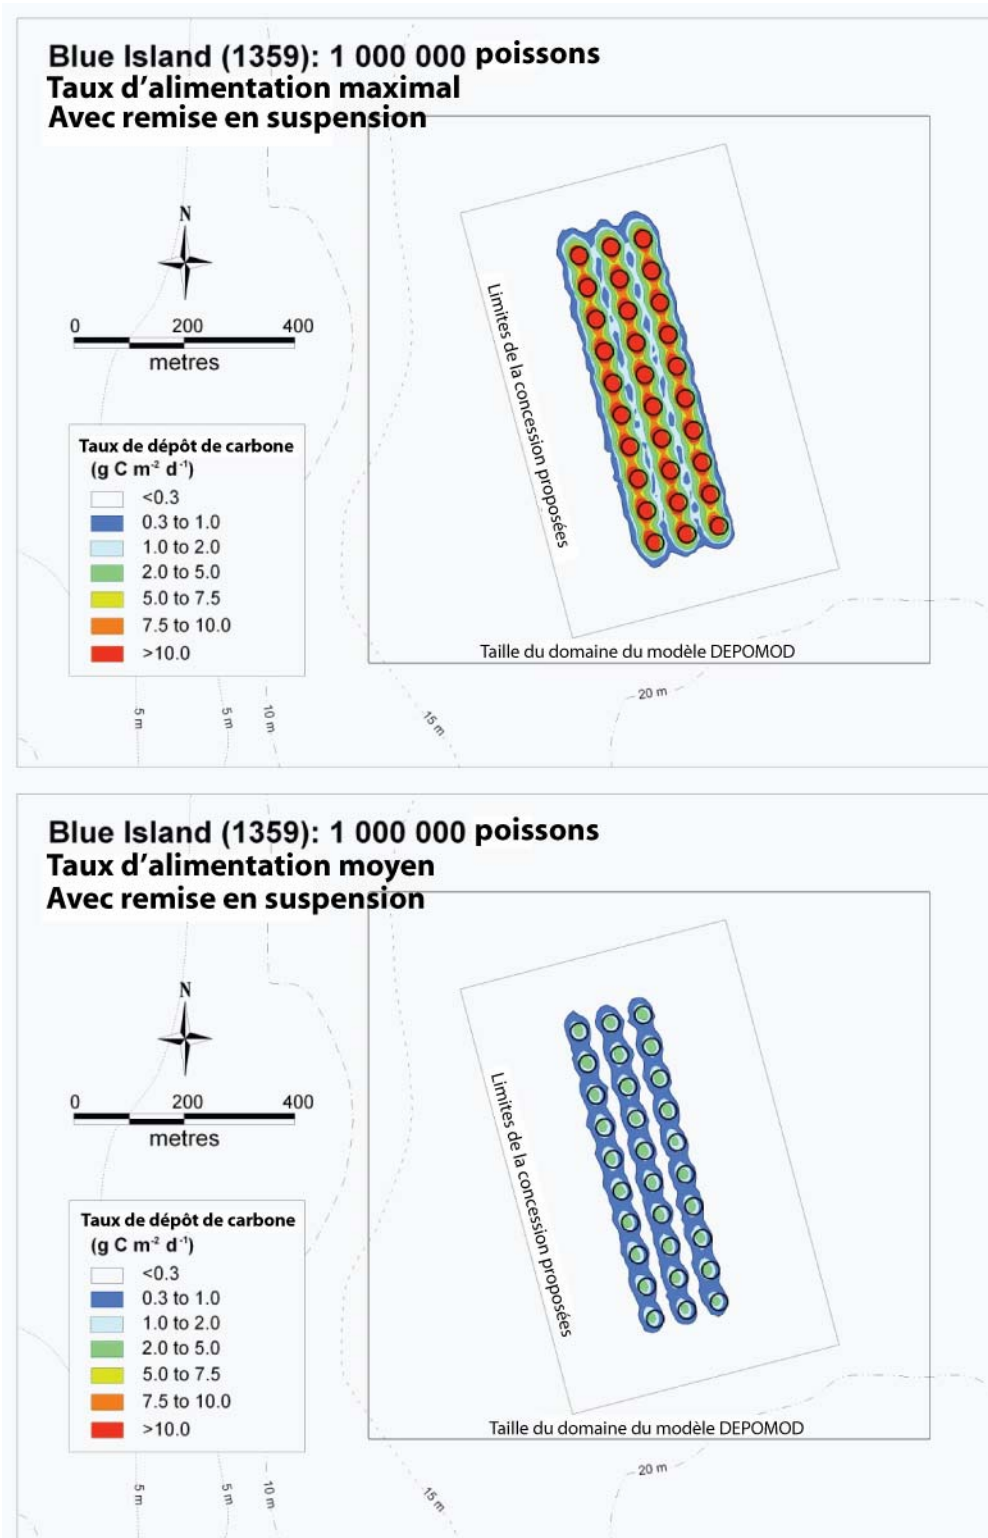 Blue Island (1359): 1 000 000 poissons
Taux d'alimentation maximal
Avec remise en suspension
N
0 200 400
metres
Limites de la concession proposées
Taux de dépôt de carbone
(g C m⁻² d⁻¹)
<0.3
0.3 to 1.0
1.0 to 2.0
2.0 to 5.0
5.0 to 7.5
7.5 to 10.0
>10.0
Taille du domaine du modèle DEPOMOD
5 m
5 m
10 m
15 m
20 m
Blue Island (1359): 1 000 000 poissons
Taux d'alimentation moyen
Avec remise en suspension
N
0 200 400
metres
Limites de la concession proposées
Taux de dépôt de carbone
(g C m⁻² d⁻¹)
<0.3
0.3 to 1.0
1.0 to 2.0
2.0 to 5.0
5.0 to 7.5
7.5 to 10.0
>10.0
Taille du domaine du modèle DEPOMOD
5 m
5 m
10 m
15 m
20 m